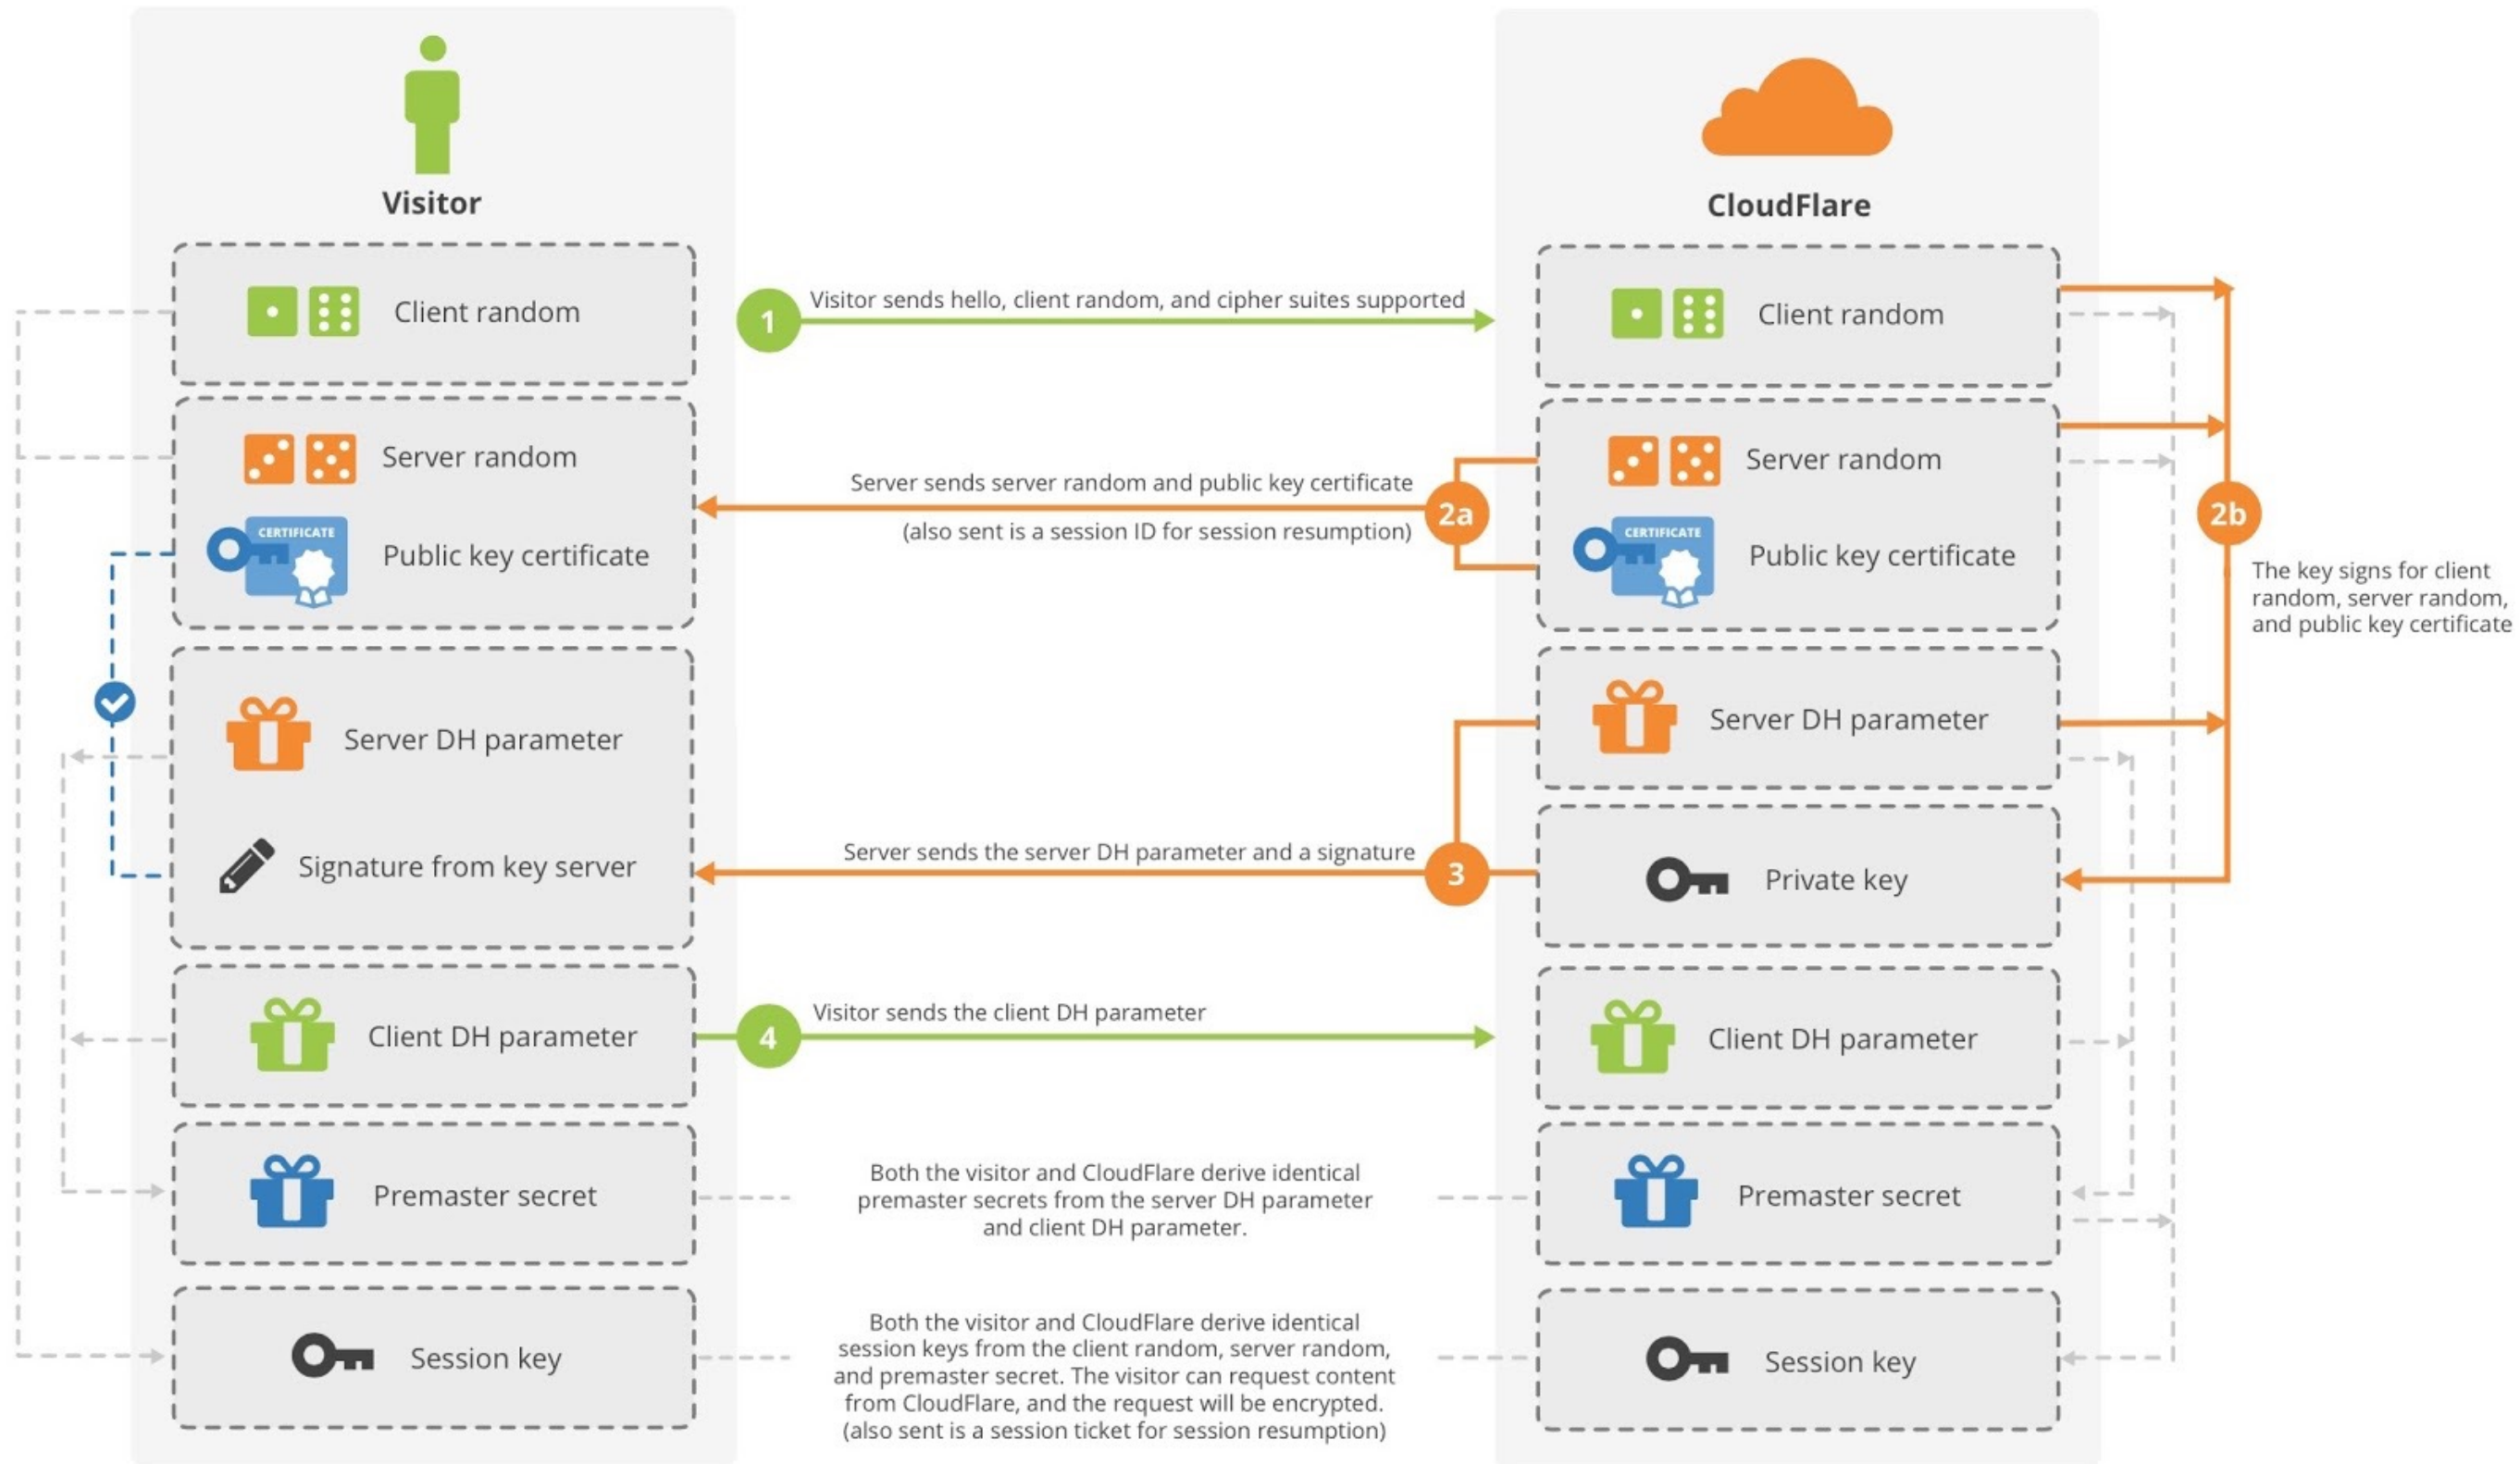 Visitor
CloudFlare
Client random
1
Visitor sends hello, client random, and cipher suites supported
Client random
Server random
Server sends server random and public key certificate
2a
Server random
2b
(also sent is a session ID for session resumption)
CERTIFICATE
Public key certificate
CERTIFICATE
Public key certificate
The key signs for client
random, server random,
and public key certificate
Server DH parameter
Server DH parameter
Signature from key server
Server sends the server DH parameter and a signature
3
Private key
Client DH parameter
4
Visitor sends the client DH parameter
Client DH parameter
Premaster secret
Both the visitor and CloudFlare derive identical
premaster secrets from the server DH parameter
and client DH parameter.
Premaster secret
Session key
Both the visitor and CloudFlare derive identical
session keys from the client random, server random,
and premaster secret. The visitor can request content
from CloudFlare, and the request will be encrypted.
(also sent is a session ticket for session resumption)
Session key